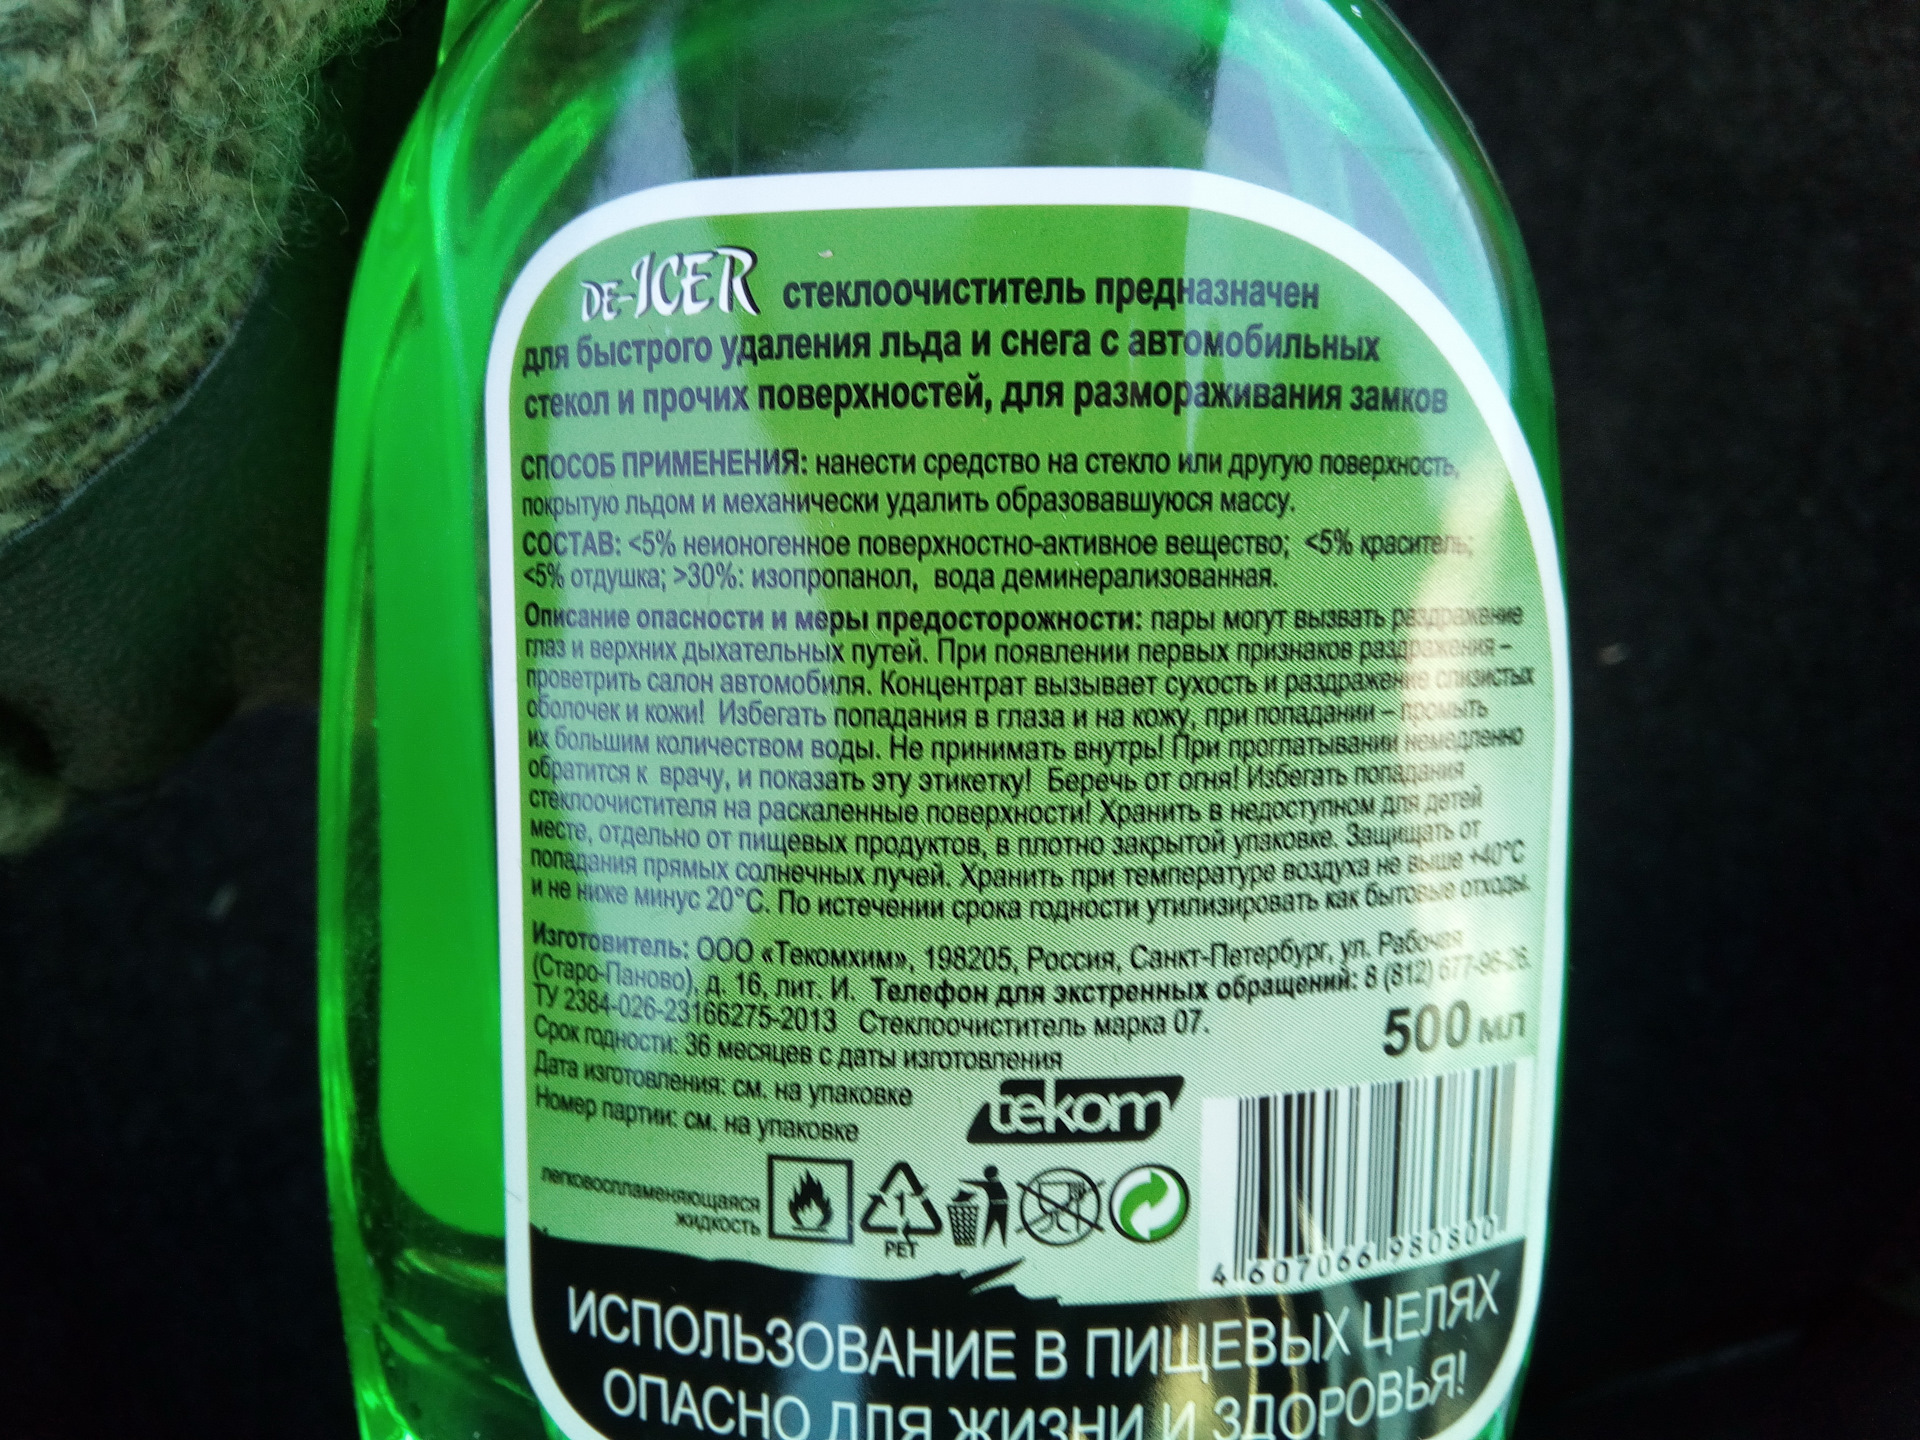 DE-ICER стеклоочиститель предназначен
для быстрого удаления льда и снега с автомобильных
стекол и прочих поверхностей, для размораживания замков
СПОСОБ ПРИМЕНЕНИЯ: нанести средство на стекло или другую поверхность,
покрытую льдом и механически удалить образовавшуюся массу.
СОСТАВ: <5% неионогенное поверхностно-активное вещество; <5% краситель;
<5% отдушка; >30%: изопропанол, вода деминерализованная.
Описание опасности и меры предосторожности: пары могут вызвать раздражение
глаз и верхних дыхательных путей. При появлении первых признаков раздражения –
проветрить салон автомобиля. Концентрат вызывает сухость и раздражение слизистых
оболочек и кожи! Избегать попадания в глаза и на кожу, при попадании – промыть
их большим количеством воды. Не принимать внутрь! При проглатывании немедленно
обратится к врачу, и показать эту этикетку! Беречь от огня! Избегать попадания
стеклоочистителя на раскаленные поверхности! Хранить в недоступном для детей
месте, отдельно от пищевых продуктов, в плотно закрытой упаковке. Защищать от
попадания прямых солнечных лучей. Хранить при температуре воздуха не выше +40°C
и не ниже минус 20°C. По истечении срока годности утилизировать как бытовые отходы.
Изготовитель: ООО «Текомхим», 198205, Россия, Санкт-Петербург, ул. Рабочая
(Старо-Паново), д. 16, лит. И. Телефон для экстренных обращений: 8 (812) 677-96-26.
ТУ 2384-026-23166275-2013 Стеклоочиститель марка 07.
Срок годности: 36 месяцев с даты изготовления
500 мл
Дата изготовления: см. на упаковке
Номер партии: см. на упаковке
tekom
легковоспламеняющаяся
жидкость
1
PET
4 607066 980800
ИСПОЛЬЗОВАНИЕ В ПИЩЕВЫХ ЦЕЛЯХ
ОПАСНО ДЛЯ ЖИЗНИ И ЗДОРОВЬЯ!